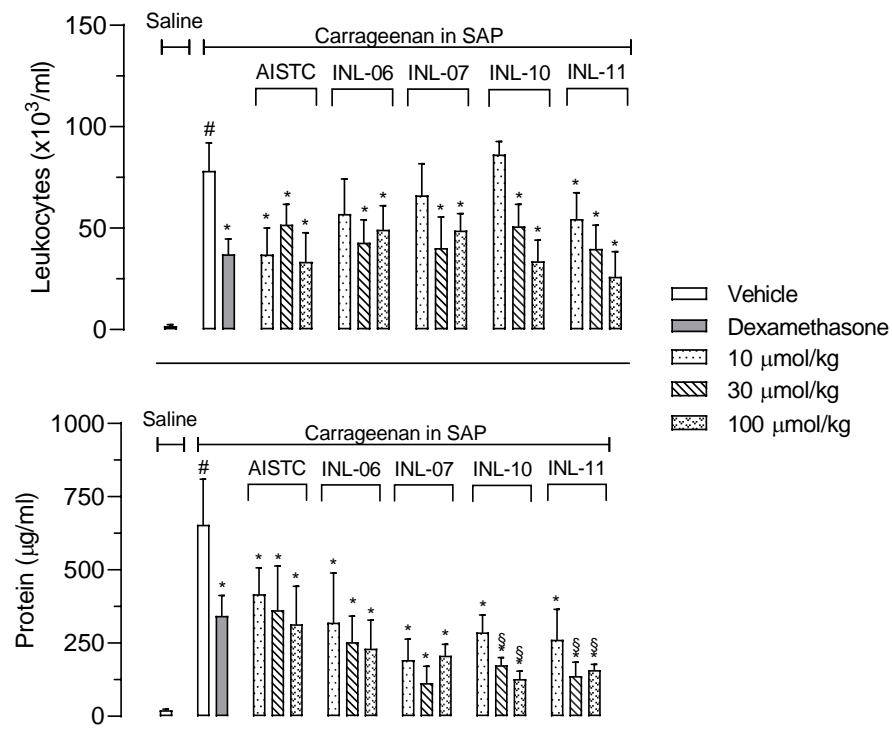 150
Saline
Carrageenan in SAP
AISTC INL-06 INL-07 INL-10 INL-11
Leukocytes (x10³/ml)
100
50
0
#
*
* * *
* *
* *
* *
* * *
Vehicle
Dexamethasone
10 μmol/kg
30 μmol/kg
100 μmol/kg
1000
Saline
Carrageenan in SAP
AISTC INL-06 INL-07 INL-10 INL-11
Protein (μg/ml)
750
500
250
0
#
*
* * *
* * *
* * *
* §* §*
* §* §*